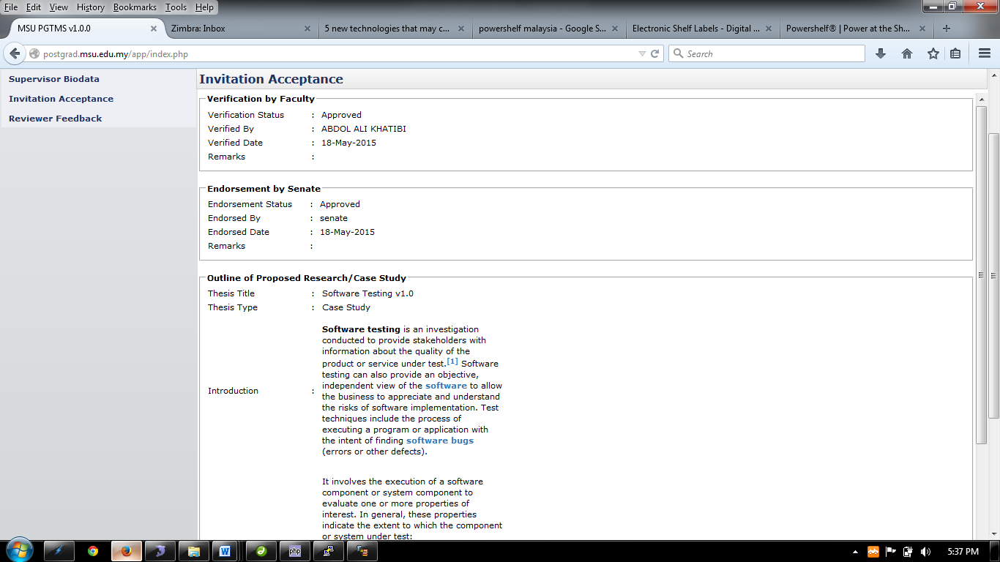 File Edit View History Bookmarks Tools Help
MSU PGTMS v1.0.0 × Zimbra: Inbox × 5 new technologies that may c... × powershelf malaysia - Google S... × Electronic Shelf Labels - Digital ... × Powershelf® | Power at the Sh... ×
postgrad.msu.edu.my/app/index.php
Search
Supervisor Biodata
Invitation Acceptance
Reviewer Feedback
Invitation Acceptance
Verification by Faculty
Verification Status : Approved
Verified By : ABDOL ALI KHATIBI
Verified Date : 18-May-2015
Remarks :
Endorsement by Senate
Endorsement Status : Approved
Endorsed By : senate
Endorsed Date : 18-May-2015
Remarks :
Outline of Proposed Research/Case Study
Thesis Title : Software Testing v1.0
Thesis Type : Case Study
Introduction :
Software testing is an investigation
conducted to provide stakeholders with
information about the quality of the
product or service under test.[1] Software
testing can also provide an objective,
independent view of the software to allow
the business to appreciate and understand
the risks of software implementation. Test
techniques include the process of
executing a program or application with
the intent of finding software bugs
(errors or other defects).
It involves the execution of a software
component or system component to
evaluate one or more properties of
interest. In general, these properties
indicate the extent to which the component
or system under test:
php
5:37 PM